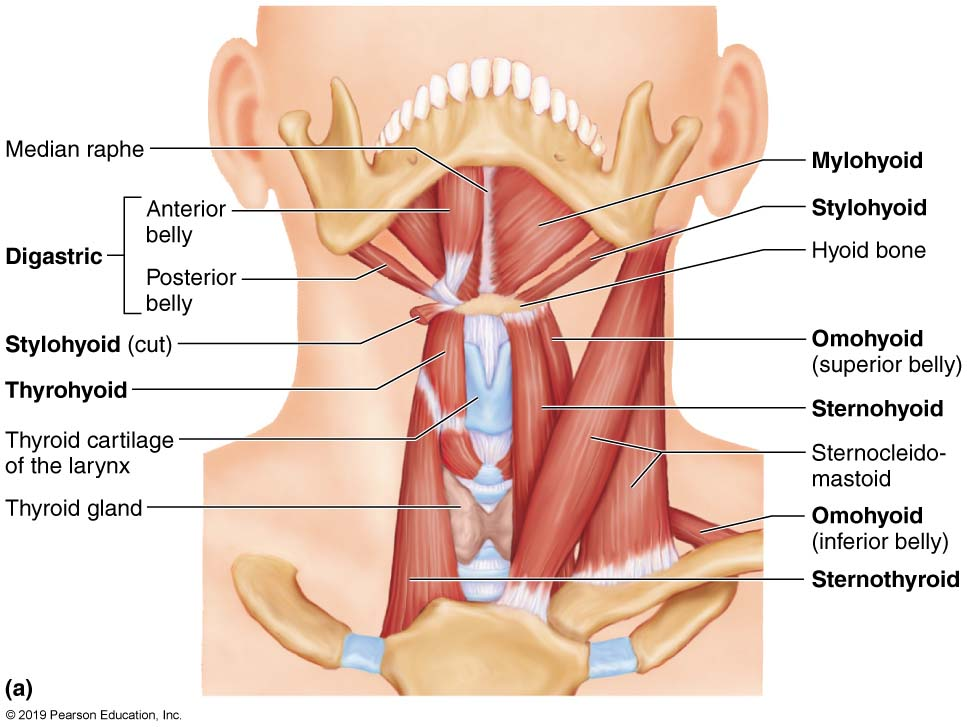 Median raphe
Digastric
Anterior
belly
Posterior
belly
Stylohyoid (cut)
Thyrohyoid
Thyroid cartilage
of the larynx
Thyroid gland
Mylohyoid
Stylohyoid
Hyoid bone
Omohyoid
(superior belly)
Sternohyoid
Sternocleido-
mastoid
Omohyoid
(inferior belly)
Sternothyroid
(a)
© 2019 Pearson Education, Inc.